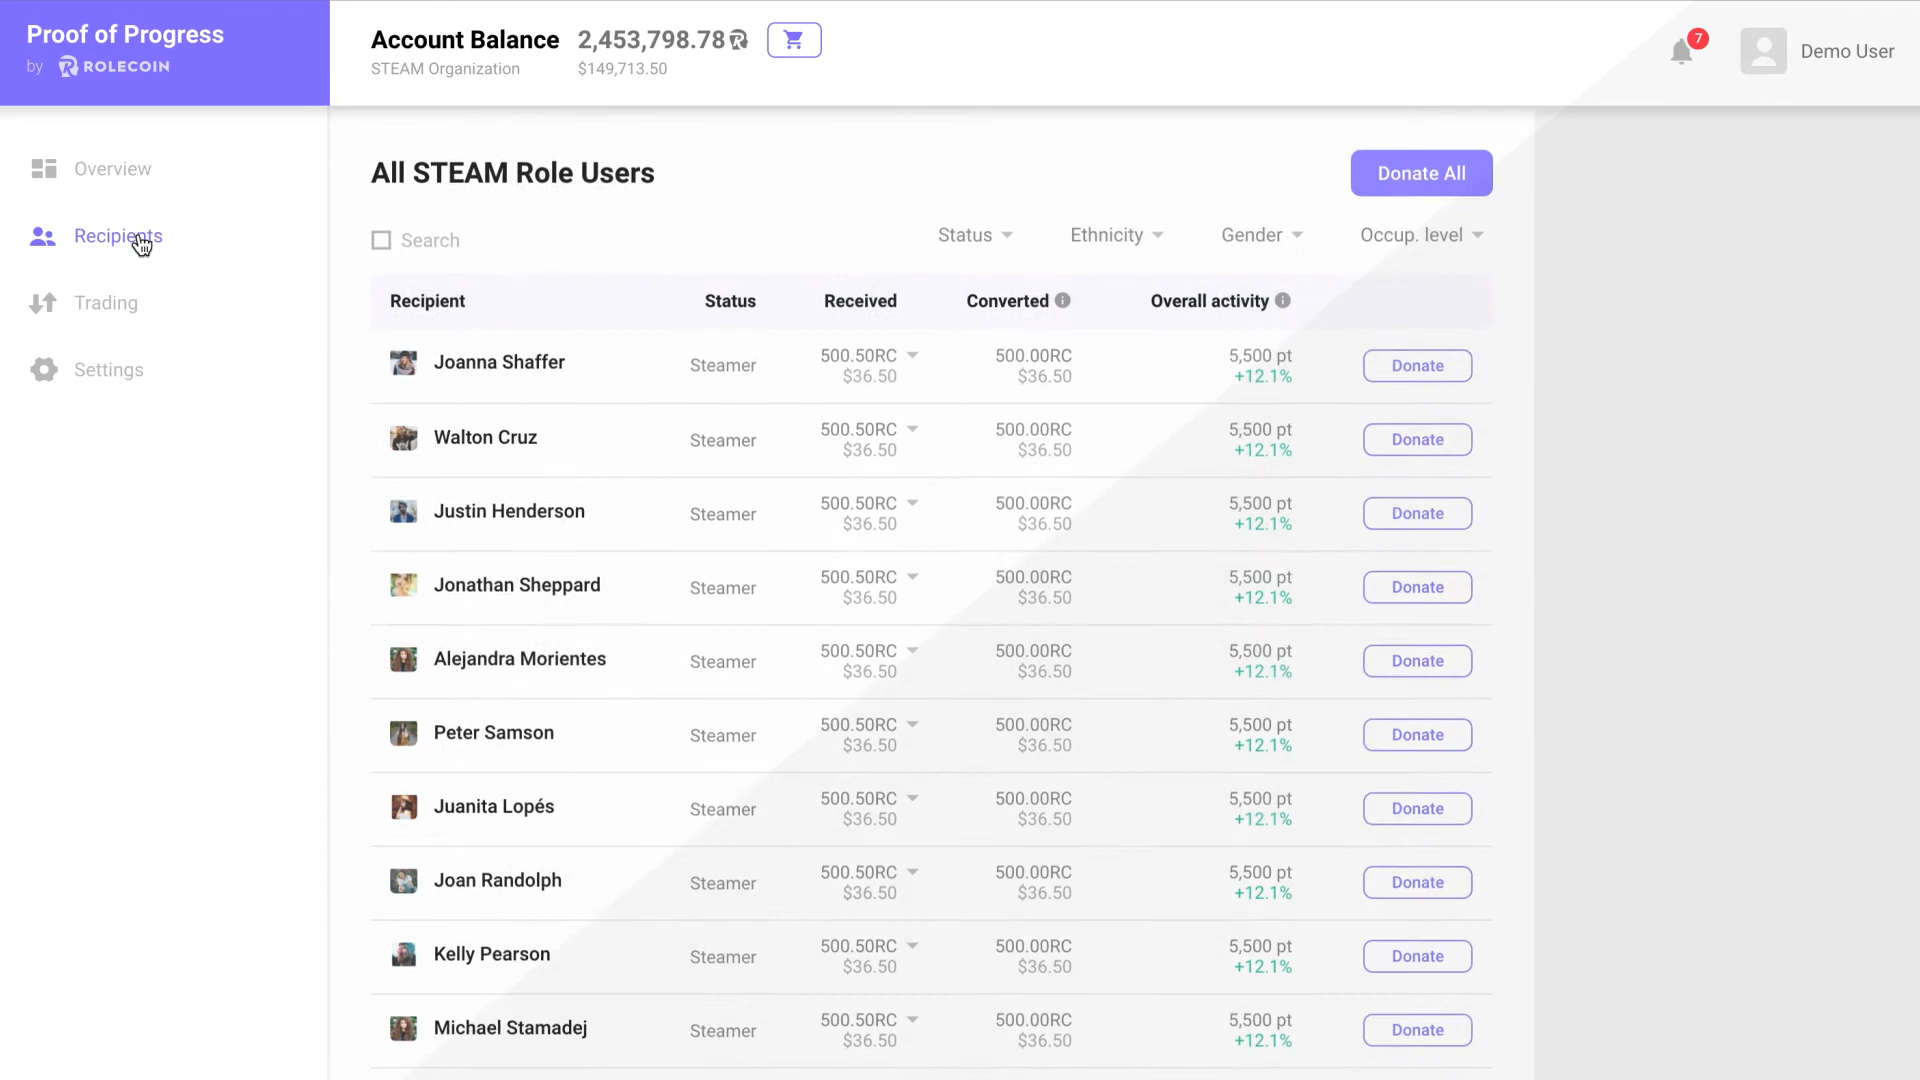 Proof of Progress
by ROLECOIN
Account Balance 2,453,798.78
STEAM Organization $149,713.50
7
Demo User
Overview
Recipients
Trading
Settings
All STEAM Role Users
Donate All
Search
Status Ethnicity Gender Occup. level
Recipient Status Received Converted Overall activity
Joanna Shaffer Steamer 500.50RC 500.00RC 5,500 pt Donate
$36.50 $36.50 +12.1%
Walton Cruz Steamer 500.50RC 500.00RC 5,500 pt Donate
$36.50 $36.50 +12.1%
Justin Henderson Steamer 500.50RC 500.00RC 5,500 pt Donate
$36.50 $36.50 +12.1%
Jonathan Sheppard Steamer 500.50RC 500.00RC 5,500 pt Donate
$36.50 $36.50 +12.1%
Alejandra Morientes Steamer 500.50RC 500.00RC 5,500 pt Donate
$36.50 $36.50 +12.1%
Peter Samson Steamer 500.50RC 500.00RC 5,500 pt Donate
$36.50 $36.50 +12.1%
Juanita Lopés Steamer 500.50RC 500.00RC 5,500 pt Donate
$36.50 $36.50 +12.1%
Joan Randolph Steamer 500.50RC 500.00RC 5,500 pt Donate
$36.50 $36.50 +12.1%
Kelly Pearson Steamer 500.50RC 500.00RC 5,500 pt Donate
$36.50 $36.50 +12.1%
Michael Stamadej Steamer 500.50RC 500.00RC 5,500 pt Donate
$36.50 $36.50 +12.1%